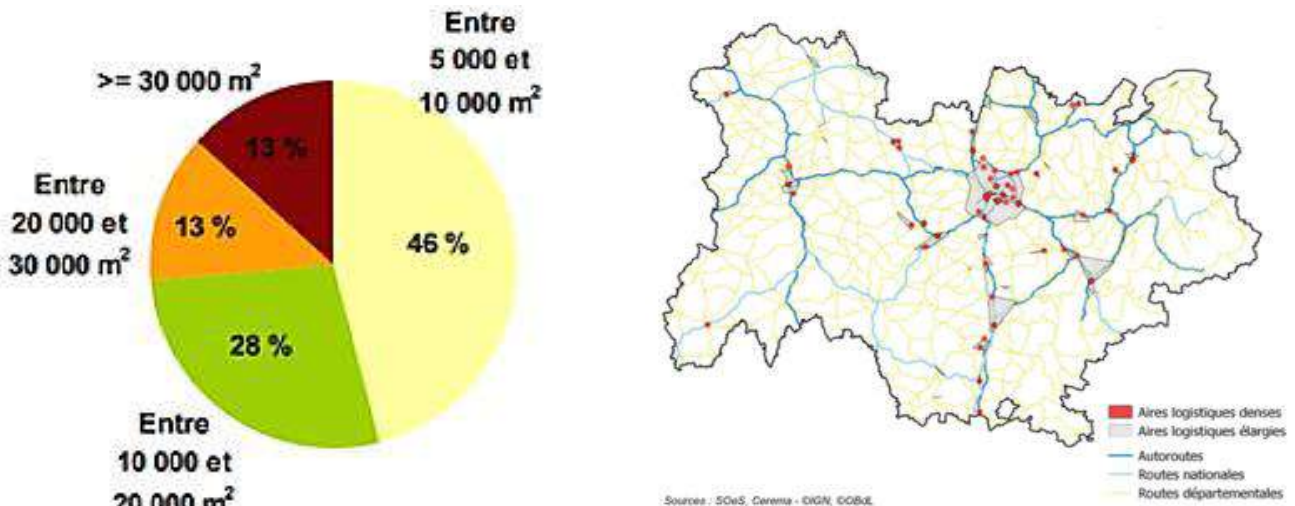 Entre
5 000 et
10 000 m²
>= 30 000 m²
13 %
Entre
20 000 et
30 000 m²
13 %
46 %
28 %
Entre
10 000 et
20 000 m²
Aires logistiques denses
Aires logistiques élargies
Autoroutes
Routes nationales
Routes départementales
Sources : SOeS, Cerema - ©IGN, ©OBdL